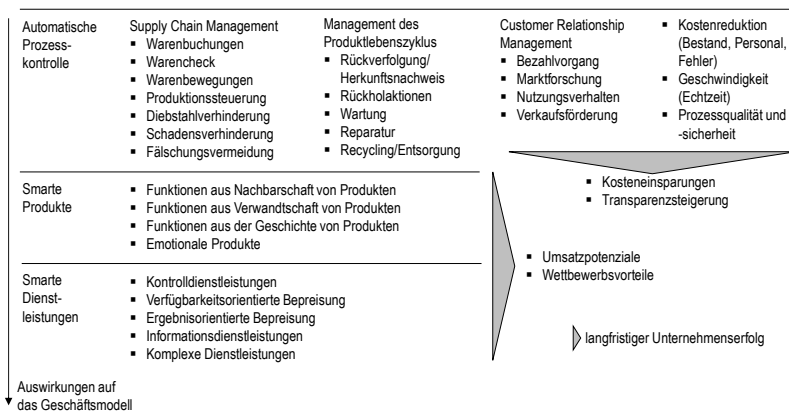 Automatische
Prozess-
kontrolle
Supply Chain Management
▪ Warenbuchungen
▪ Warencheck
▪ Warenbewegungen
▪ Produktionssteuerung
▪ Diebstahlverhinderung
▪ Schadensverhinderung
▪ Fälschungsvermeidung
Management des
Produktlebenszyklus
▪ Rückverfolgung/
Herkunftsnachweis
▪ Rückholaktionen
▪ Wartung
▪ Reparatur
▪ Recycling/Entsorgung
Customer Relationship
Management
▪ Bezahlvorgang
▪ Marktforschung
▪ Nutzungsverhalten
▪ Verkaufsförderung
▪ Kostenreduktion
(Bestand, Personal,
Fehler)
▪ Geschwindigkeit
(Echtzeit)
▪ Prozessqualität und
-sicherheit
▪ Kosteneinsparungen
▪ Transparenzsteigerung
Smarte
Produkte
▪ Funktionen aus Nachbarschaft von Produkten
▪ Funktionen aus Verwandtschaft von Produkten
▪ Funktionen aus der Geschichte von Produkten
▪ Emotionale Produkte
▪ Umsatzpotenziale
▪ Wettbewerbsvorteile
Smarte
Dienst-
leistungen
▪ Kontrolldienstleistungen
▪ Verfügbarkeitsorientierte Bepreisung
▪ Ergebnisorientierte Bepreisung
▪ Informationsdienstleistungen
▪ Komplexe Dienstleistungen
langfristiger Unternehmenserfolg
Auswirkungen auf
das Geschäftsmodell